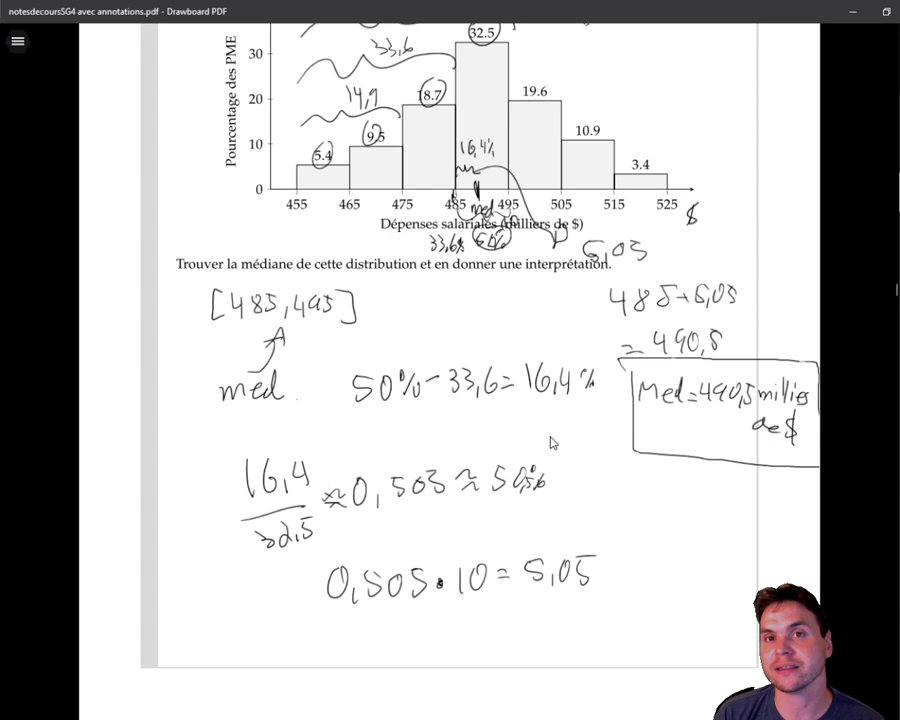 notesdecoursSG4 avec annotations.pdf - Drawboard PDF
Pourcentage des PME
30
20
10
0
33,6
14,9
5.4
9.5
18.7
32.5
19.6
10.9
3.4
16,4%
455 465 475 485 495 505 515 525
med
$
Dépenses salariales (milliers de $)
33,6%
50%
5,05
Trouver la médiane de cette distribution et en donner une interprétation.
[485,495]
med
485+5,05
= 490,5
50% - 33,6 = 16,4%
Med = 490,5 milliers
de $
16,4
32,5
≈ 0,505 ≈ 50,5%
0,505 • 10 = 5,05